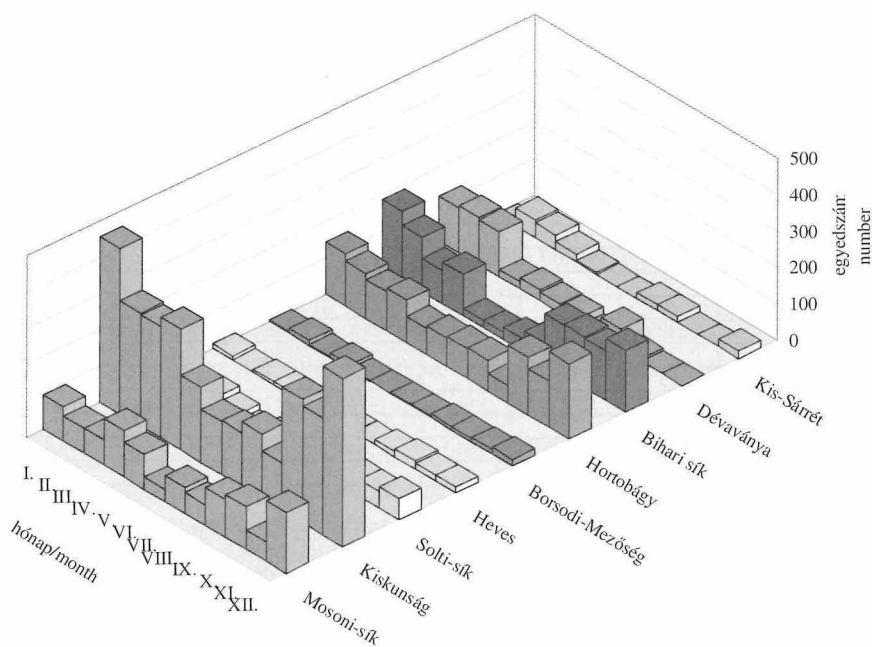 500
400
300
200
100
0
egyedszám
number
I.
II
III
IV.
V.
VI.
VII.
VIII
IX.
X.
XI.
XII.
hónap/month
Mosoni-sík
Kiskunság
Solti-sík
Heves
Borsodi-Mezőség
Hortobágy
Bihari sík
Dévaványa
Kis-Sárrét